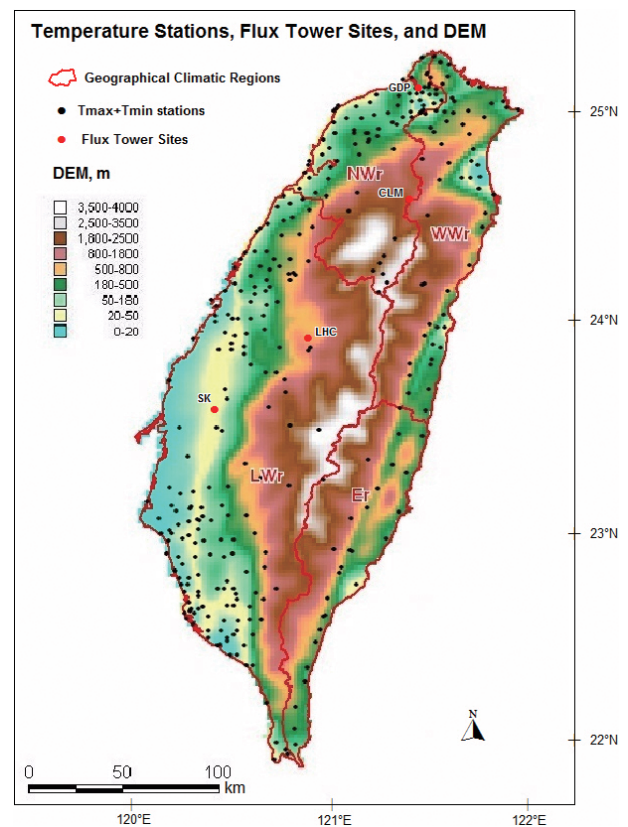 Temperature Stations, Flux Tower Sites, and DEM
Geographical Climatic Regions
Tmax+Tmin stations
Flux Tower Sites
DEM, m
3,500-4000
2,500-3500
1,800-2500
800-1800
500-800
180-500
50-180
20-50
0-20
GDP
25°N
NWr
CLM
WWr
24°N
LHC
SK
LWr
Er
23°N
N
22°N
0 50 100
km
120°E 121°E 122°E